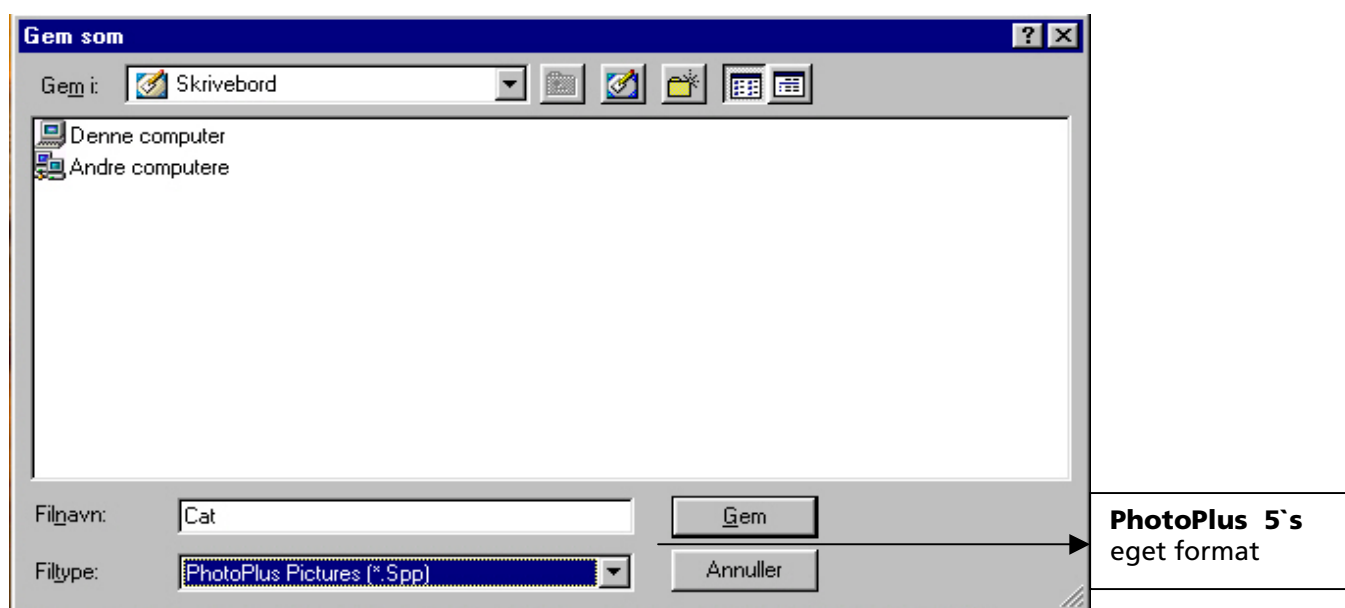 Gem som
Gem i: Skrivebord
Denne computer
Andre computere
Filnavn: Cat Gem
Filtype: PhotoPlus Pictures (*.Spp) Annuller
PhotoPlus 5`s
eget format